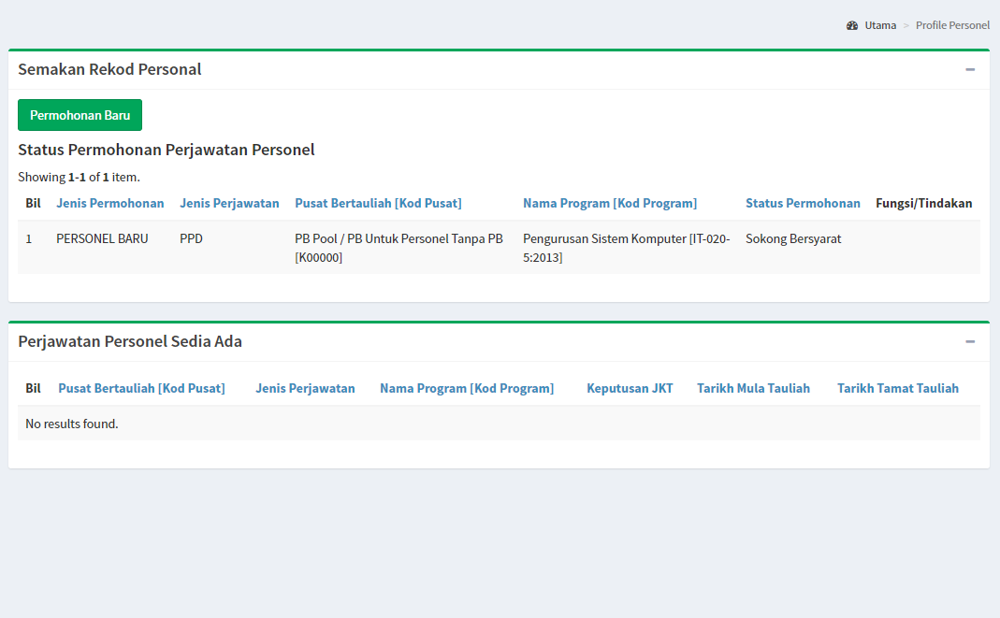 Utama > Profile Personel
Semakan Rekod Personal
Permohonan Baru
Status Permohonan Perjawatan Personel
Showing 1-1 of 1 item.
Bil Jenis Permohonan Jenis Perjawatan Pusat Bertauliah [Kod Pusat] Nama Program [Kod Program] Status Permohonan Fungsi/Tindakan
1 PERSONEL BARU PPD PB Pool / PB Untuk Personel Tanpa PB Pengurusan Sistem Komputer [IT-020- Sokong Bersyarat
[K00000] 5:2013]
Perjawatan Personel Sedia Ada
Bil Pusat Bertauliah [Kod Pusat] Jenis Perjawatan Nama Program [Kod Program] Keputusan JKT Tarikh Mula Tauliah Tarikh Tamat Tauliah
No results found.